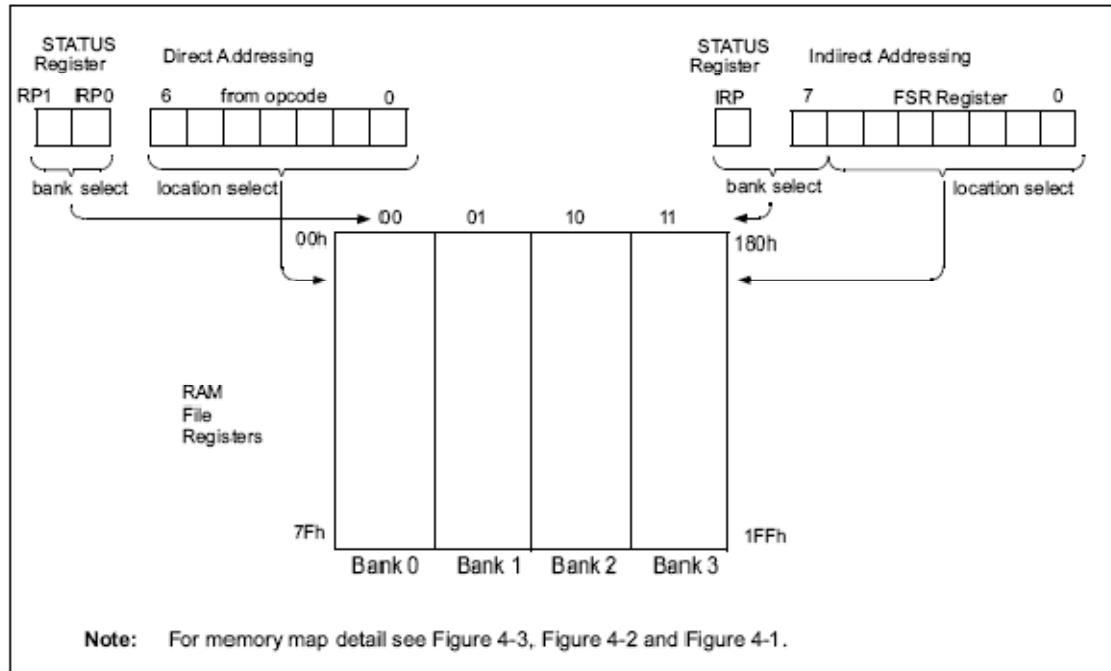 STATUS Register
Direct Addressing
STATUS Register
Indirect Addressing
RP1 RP0
6 from opcode 0
IRP
7 FSR Register 0
bank select
location select
bank select
location select
00 01 10 11
00h
180h
RAM
File
Registers
7Fh
1FFh
Bank 0 Bank 1 Bank 2 Bank 3
Note: For memory map detail see Figure 4-3, Figure 4-2 and Figure 4-1.